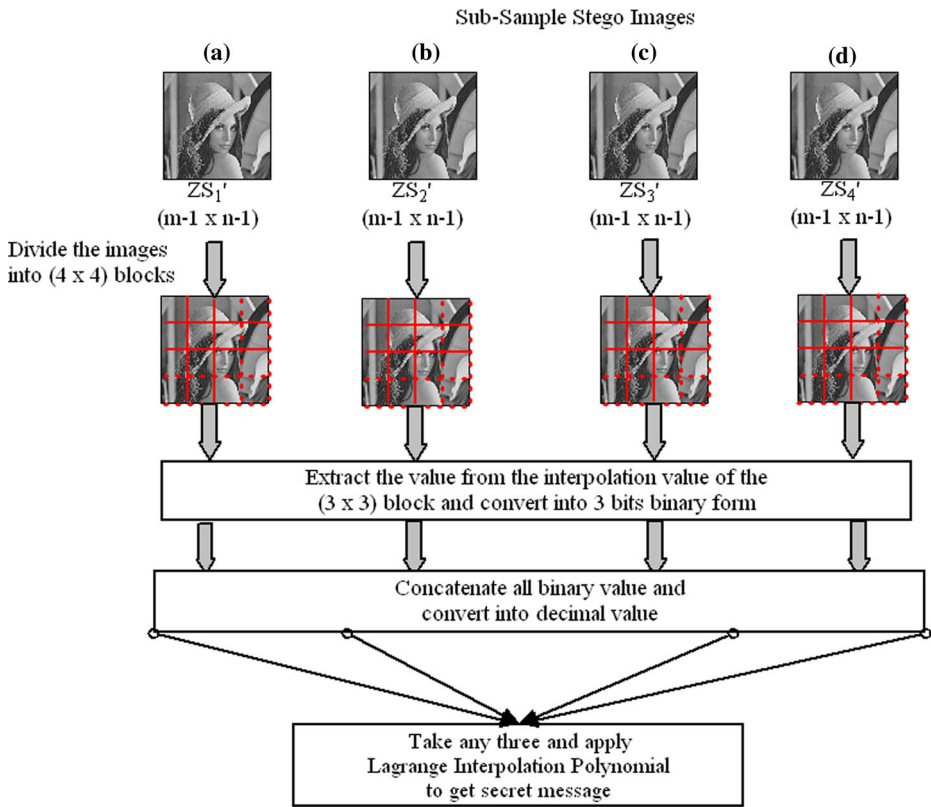 Sub-Sample Stego Images
(a) (b) (c) (d)
ZS1' ZS2' ZS3' ZS4'
(m-1 x n-1) (m-1 x n-1) (m-1 x n-1) (m-1 x n-1)
Divide the images
into (4 x 4) blocks
Extract the value from the interpolation value of the
(3 x 3) block and convert into 3 bits binary form
Concatenate all binary value and
convert into decimal value
Take any three and apply
Lagrange Interpolation Polynomial
to get secret message